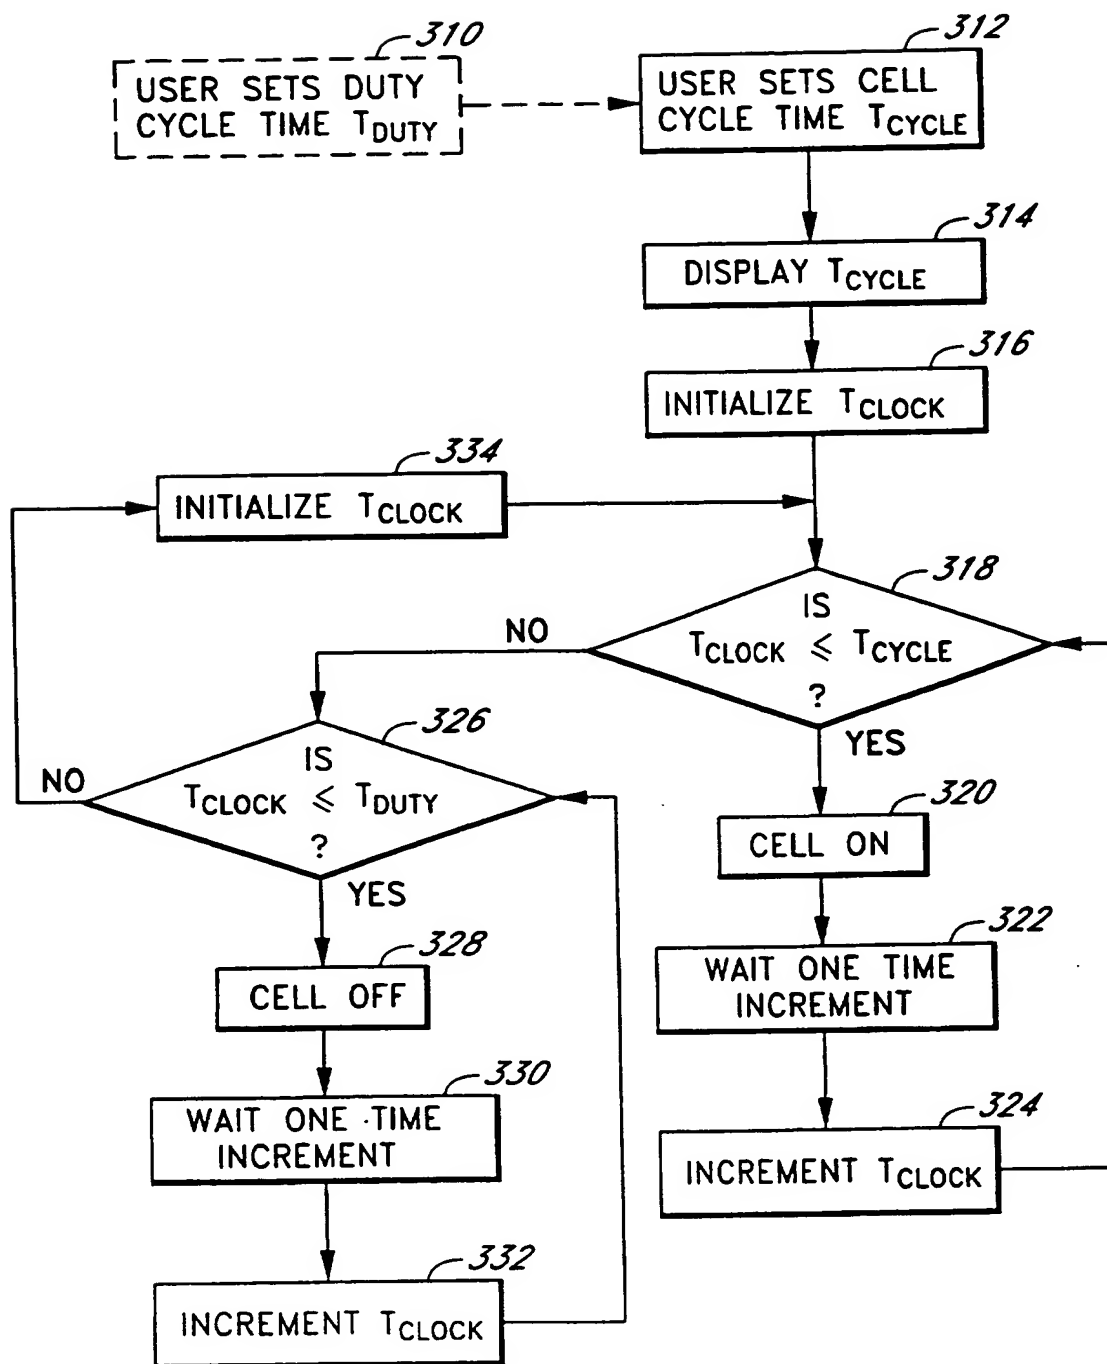 310
USER SETS DUTY
CYCLE TIME TDUTY
312
USER SETS CELL
CYCLE TIME TCYCLE
314
DISPLAY TCYCLE
316
INITIALIZE TCLOCK
334
INITIALIZE TCLOCK
318
IS
TCLOCK ≤ TCYCLE
?
NO
YES
326
IS
TCLOCK ≤ TDUTY
?
NO
YES
320
CELL ON
322
WAIT ONE TIME
INCREMENT
324
INCREMENT TCLOCK
328
CELL OFF
330
WAIT ONE TIME
INCREMENT
332
INCREMENT TCLOCK